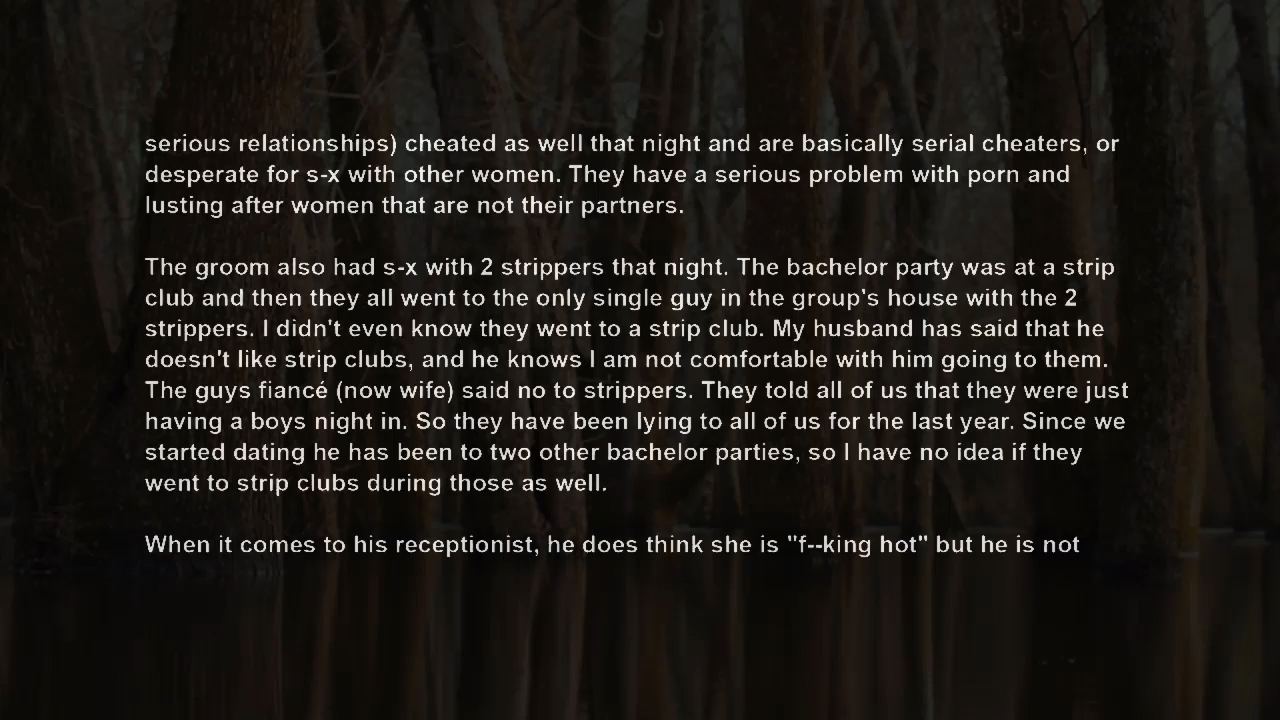 serious relationships) cheated as well that night and are basically serial cheaters, or
desperate for s-x with other women. They have a serious problem with porn and
lusting after women that are not their partners.
The groom also had s-x with 2 strippers that night. The bachelor party was at a strip
club and then they all went to the only single guy in the group's house with the 2
strippers. I didn't even know they went to a strip club. My husband has said that he
doesn't like strip clubs, and he knows I am not comfortable with him going to them.
The guys fiancé (now wife) said no to strippers. They told all of us that they were just
having a boys night in. So they have been lying to all of us for the last year. Since we
started dating he has been to two other bachelor parties, so I have no idea if they
went to strip clubs during those as well.
When it comes to his receptionist, he does think she is "f--king hot" but he is not